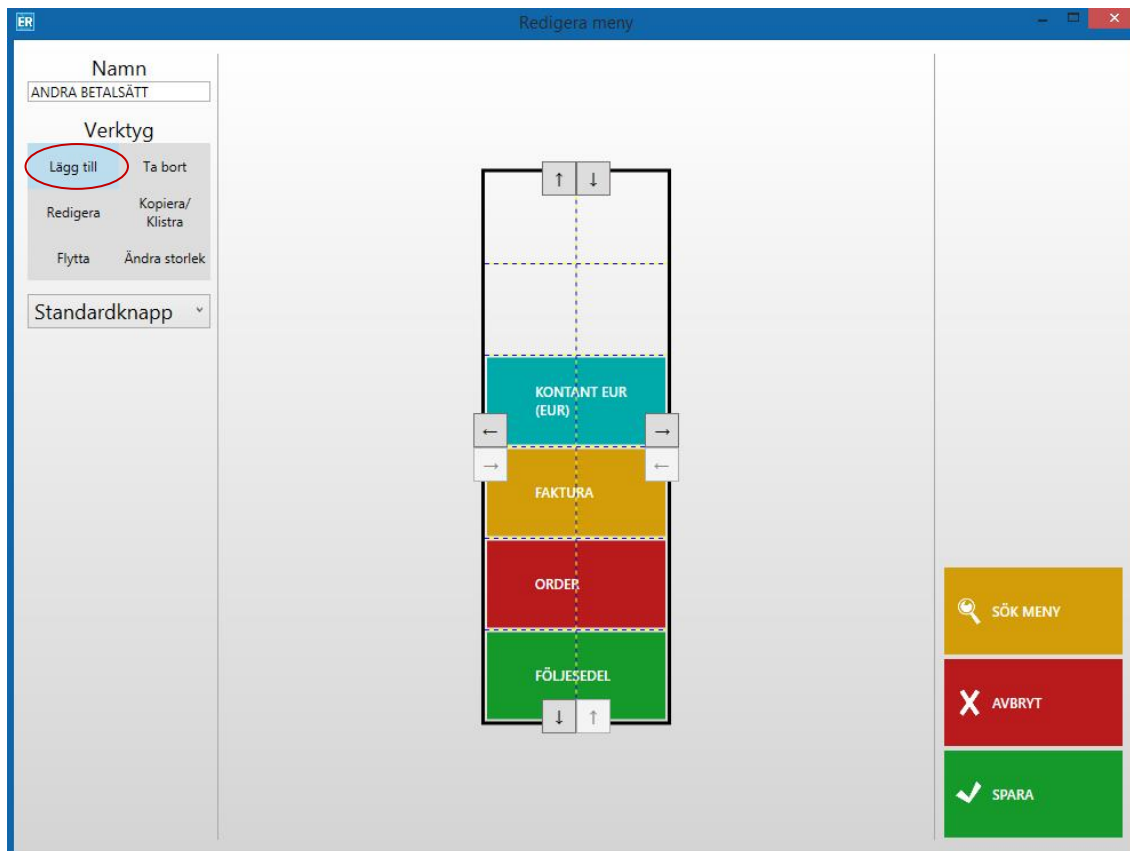 ER
Redigera meny
Namn
ANDRA BETALSÄTT
Verktyg
Lägg till
Ta bort
Redigera
Kopiera/
Klistra
Flytta
Ändra storlek
Standardknapp
KONTANT EUR
(EUR)
FAKTURA
ORDER
FÖLJESEDEL
SÖK MENY
AVBRYT
SPARA